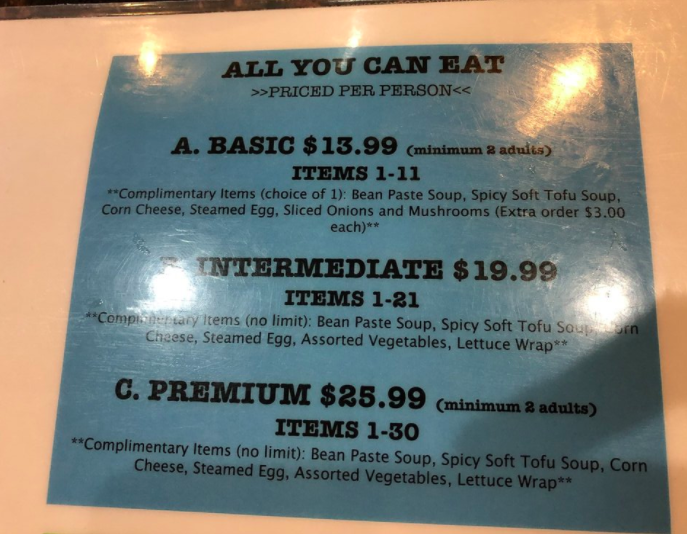 ALL YOU CAN EAT
>>PRICED PER PERSON<<
A. BASIC $13.99 (minimum 2 adults)
ITEMS 1-11
**Complimentary Items (choice of 1): Bean Paste Soup, Spicy Soft Tofu Soup,
Corn Cheese, Steamed Egg, Sliced Onions and Mushrooms (Extra order $3.00
each)**
B. INTERMEDIATE $19.99
ITEMS 1-21
**Complimentary Items (no limit): Bean Paste Soup, Spicy Soft Tofu Soup, Corn
Cheese, Steamed Egg, Assorted Vegetables, Lettuce Wrap**
C. PREMIUM $25.99 (minimum 2 adults)
ITEMS 1-30
**Complimentary Items (no limit): Bean Paste Soup, Spicy Soft Tofu Soup, Corn
Cheese, Steamed Egg, Assorted Vegetables, Lettuce Wrap**